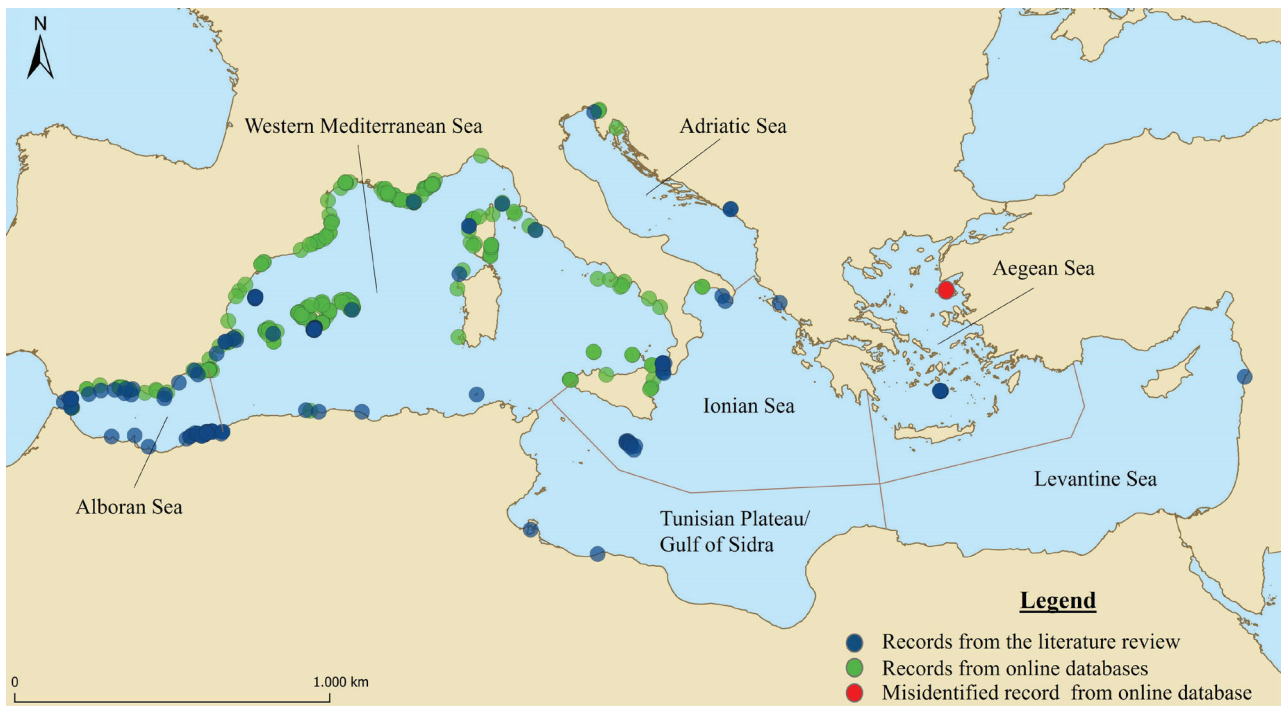 N
Western Mediterranean Sea
Adriatic Sea
Aegean Sea
Ionian Sea
Levantine Sea
Alboran Sea
Tunisian Plateau/
Gulf of Sidra
Legend
Records from the literature review
Records from online databases
Misidentified record from online database
0
1.000 km